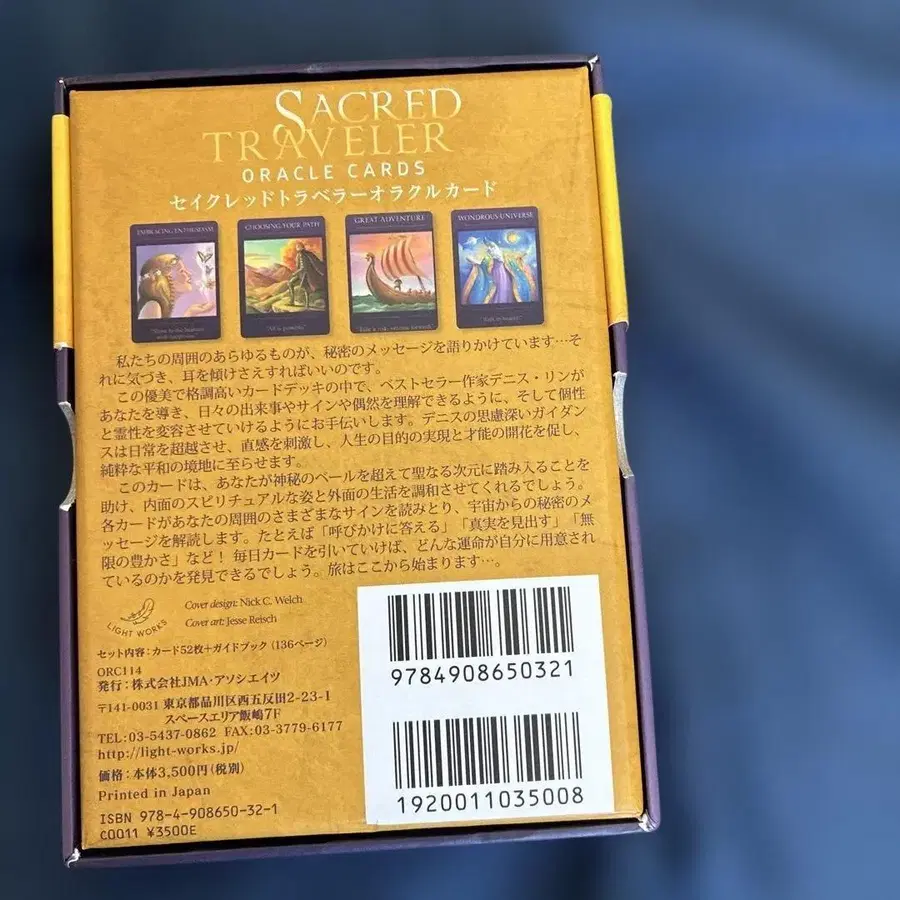 SACRED
TRAVELER
ORACLE CARDS
セイクレッドトラベラーオラクルカード
EMBRACING ENTHUSIASM
CHOOSING YOUR PATH
GREAT ADVENTURE
WONDROUS UNIVERSE
私たちの周囲のあらゆるものが、秘密のメッセージを語りかけています…そ
れに気づき、耳を傾けさえすればいいのです。
この優美で格調高いカードデッキの中で、ベストセラー作家デニス・リンが
あなたを導き、日々の出来事やサインや偶然を理解できるように、そして個性
と霊性を変容させていけるようにお手伝いします。デニスの思慮深いガイダン
スは日常を超越させ、直感を刺激し、人生の目的の実現と才能の開花を促し、
純粋な平和の境地に至らせます。
このカードは、あなたが神秘のベールを超えて聖なる次元に踏み入ることを
助け、内面のスピリチュアルな姿と外面の生活を調和させてくれるでしょう。
各カードがあなたの周囲のさまざまなサインを読みとり、宇宙からの秘密のメ
ッセージを解読します。たとえば「呼びかけに答える」「真実を見出す」「無
限の豊かさ」など！ 毎日カードを引いていけば、どんな運命が自分に用意され
ているのかを発見できるでしょう。旅はここから始まります…。
LIGHT WORKS
Cover design: Nick C. Welch
Cover art: Jesse Reisch
セット内容：カード52枚＋ガイドブック（136ページ）
ORC114
発行：株式会社JMA・アソシエイツ
〒141-0031 東京都品川区西五反田2-23-1
スペースエリア飯嶋7F
TEL:03-5437-0862 FAX:03-3779-6177
http://light-works.jp/
価格：本体3,500円（税別）
Printed in Japan
ISBN 978-4-908650-32-1
C0011 ¥3500E
9784908650321
1920011035008